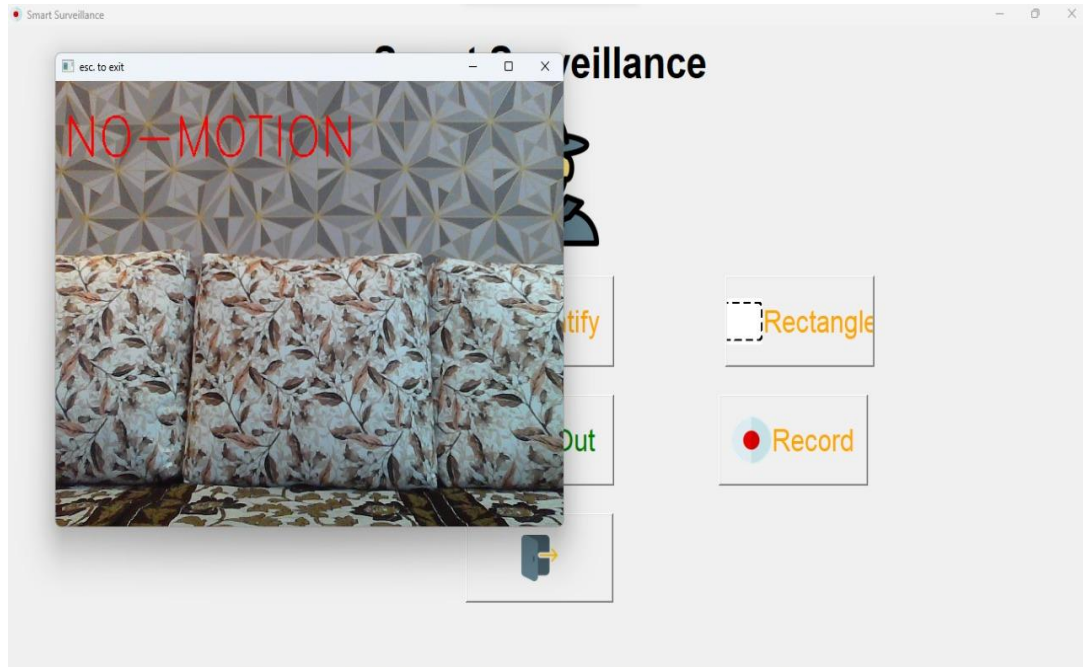 Smart Surveillance
esc. to exit
veillance
NO-MOTION
tify
Rectangle
Out
Record